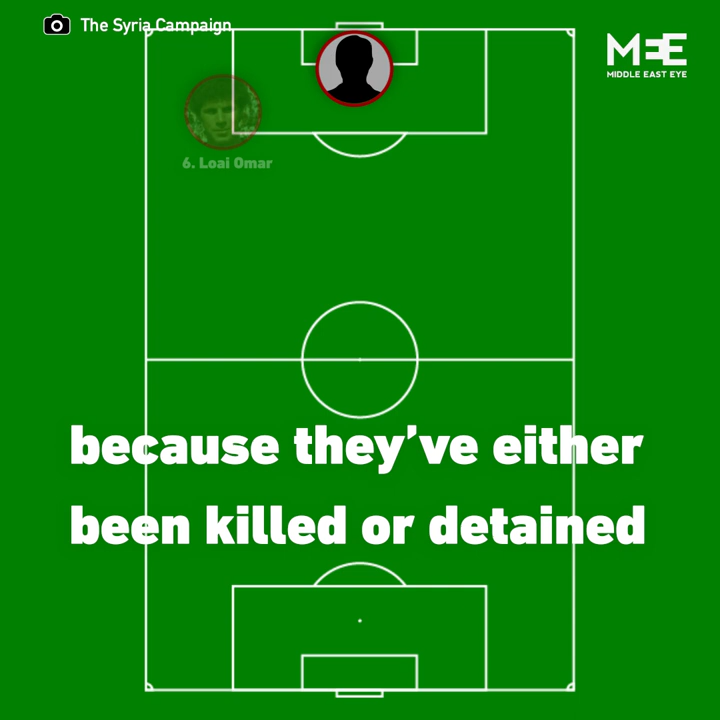 The Syria Campaign
MEE
MIDDLE EAST EYE
6. Loai Omar
because they've either
been killed or detained